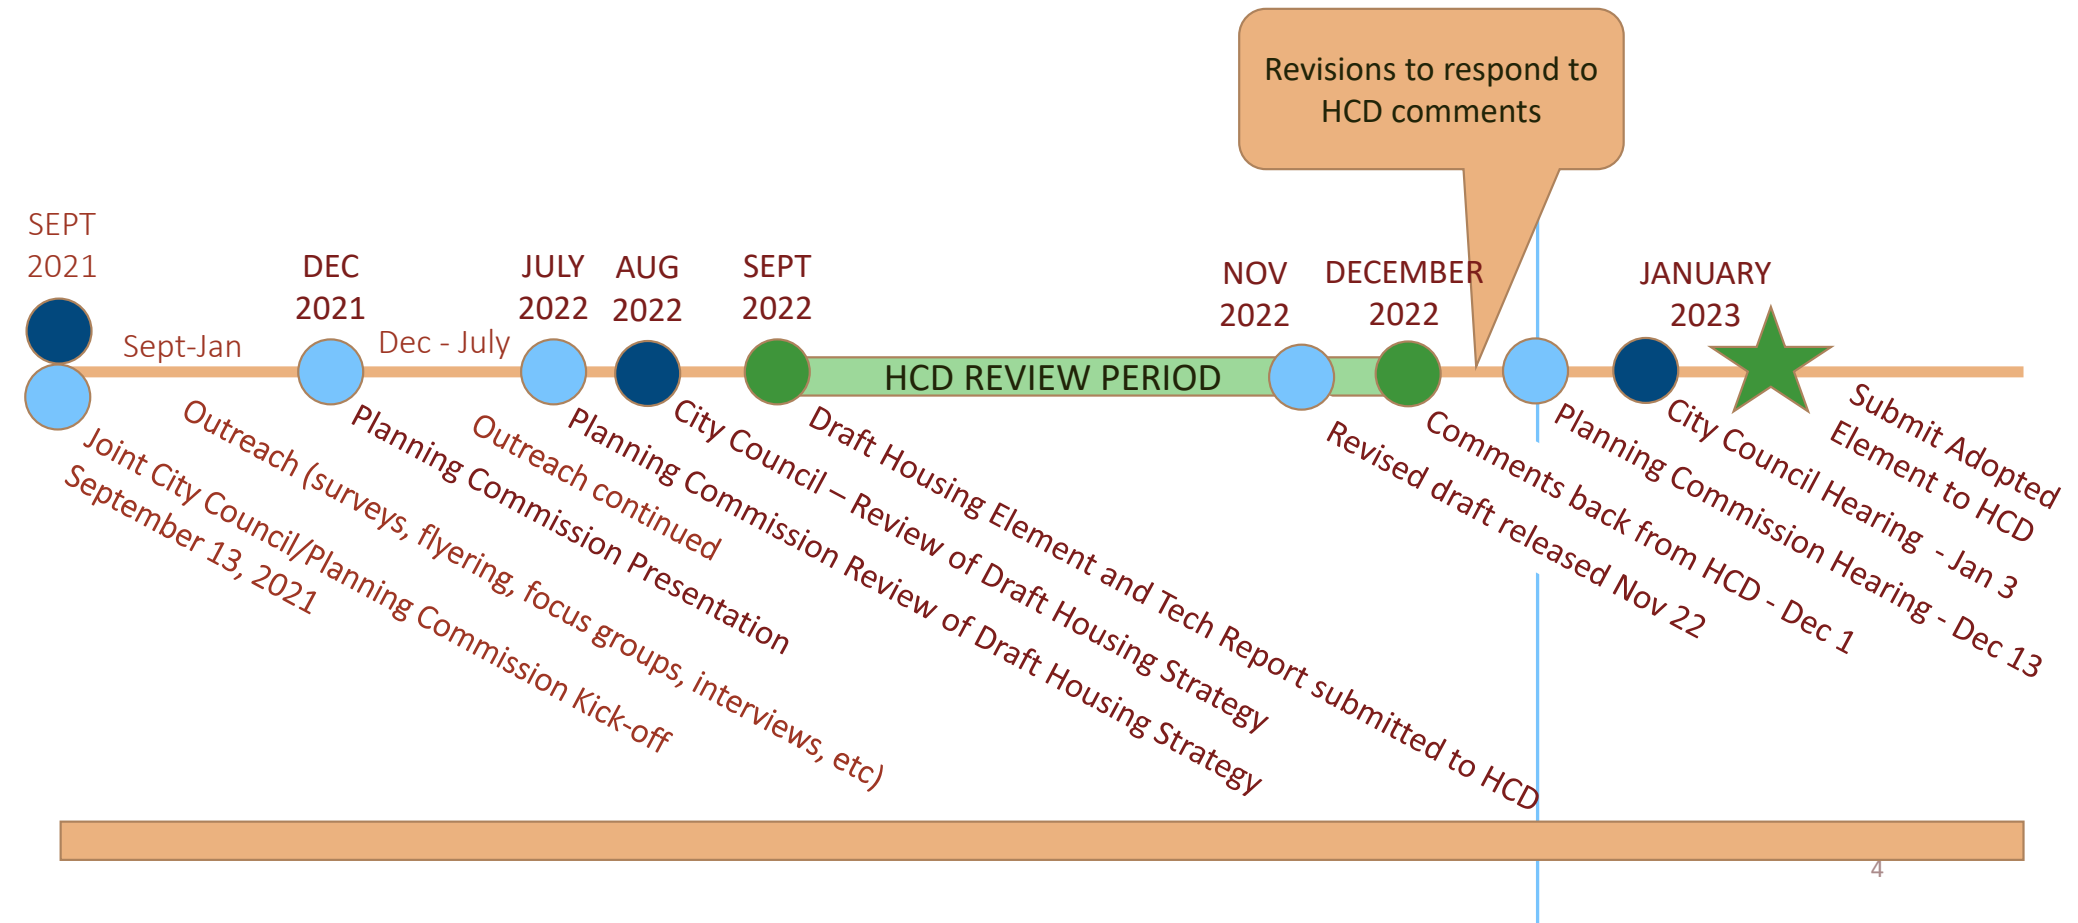 Revisions to respond to
HCD comments
SEPT
2021
DEC
2021
JULY
2022
AUG
2022
SEPT
2022
NOV
2022
DECEMBER
2022
JANUARY
2023
Sept-Jan
Dec - July
HCD REVIEW PERIOD
Joint City Council/Planning Commission Kick-off
September 13, 2021
Outreach (surveys, flyering, focus groups, interviews, etc)
Planning Commission Presentation
Outreach continued
Planning Commission Review of Draft Housing Strategy
City Council – Review of Draft Housing Strategy
Draft Housing Element and Tech Report submitted to HCD
Revised draft released Nov 22
Comments back from HCD - Dec 1
Planning Commission Hearing - Dec 13
City Council Hearing - Jan 3
Submit Adopted
Element to HCD
4